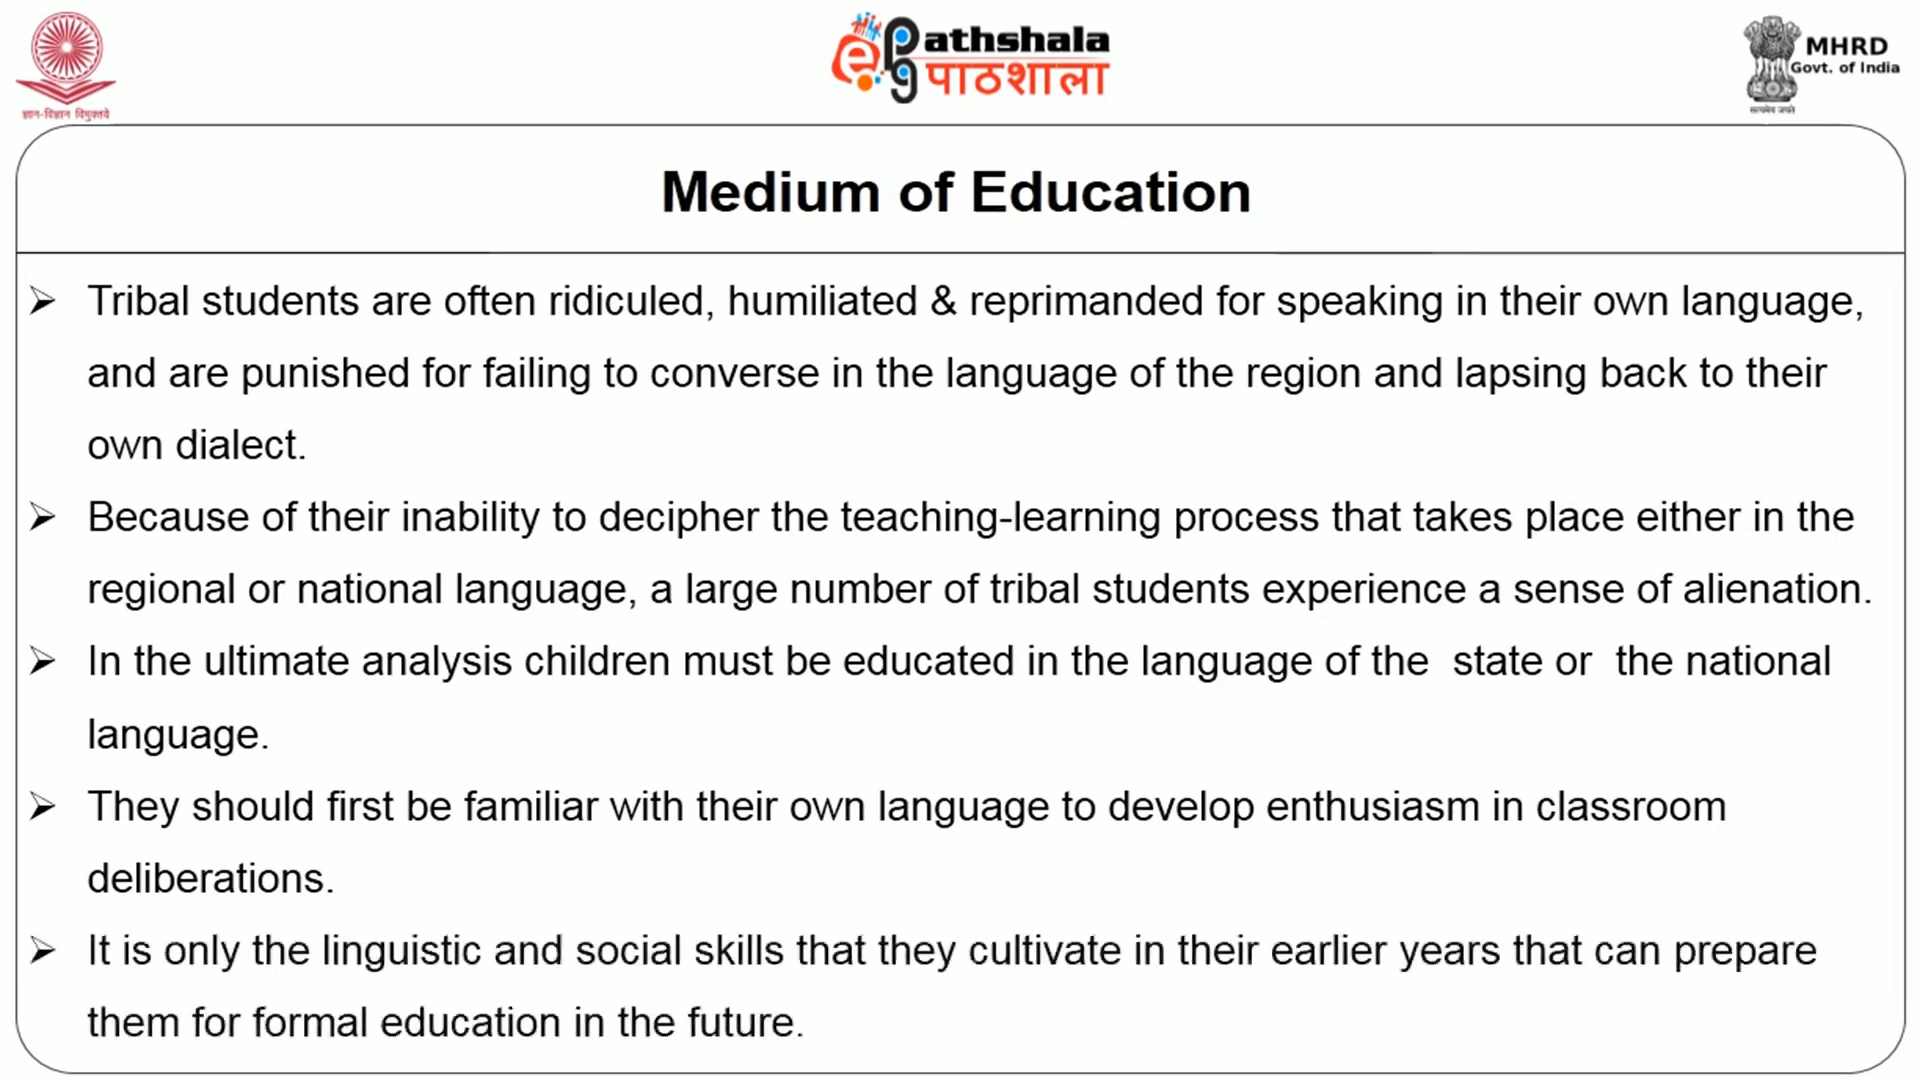 ज्ञान-विज्ञान विमुक्तये
e pg Pathshala
पाठशाला
MHRD
Govt. of India
सत्यमेव जयते
Medium of Education
➢ Tribal students are often ridiculed, humiliated & reprimanded for speaking in their own language,
and are punished for failing to converse in the language of the region and lapsing back to their
own dialect.
➢ Because of their inability to decipher the teaching-learning process that takes place either in the
regional or national language, a large number of tribal students experience a sense of alienation.
➢ In the ultimate analysis children must be educated in the language of the  state or  the national
language.
➢ They should first be familiar with their own language to develop enthusiasm in classroom
deliberations.
➢ It is only the linguistic and social skills that they cultivate in their earlier years that can prepare
them for formal education in the future.